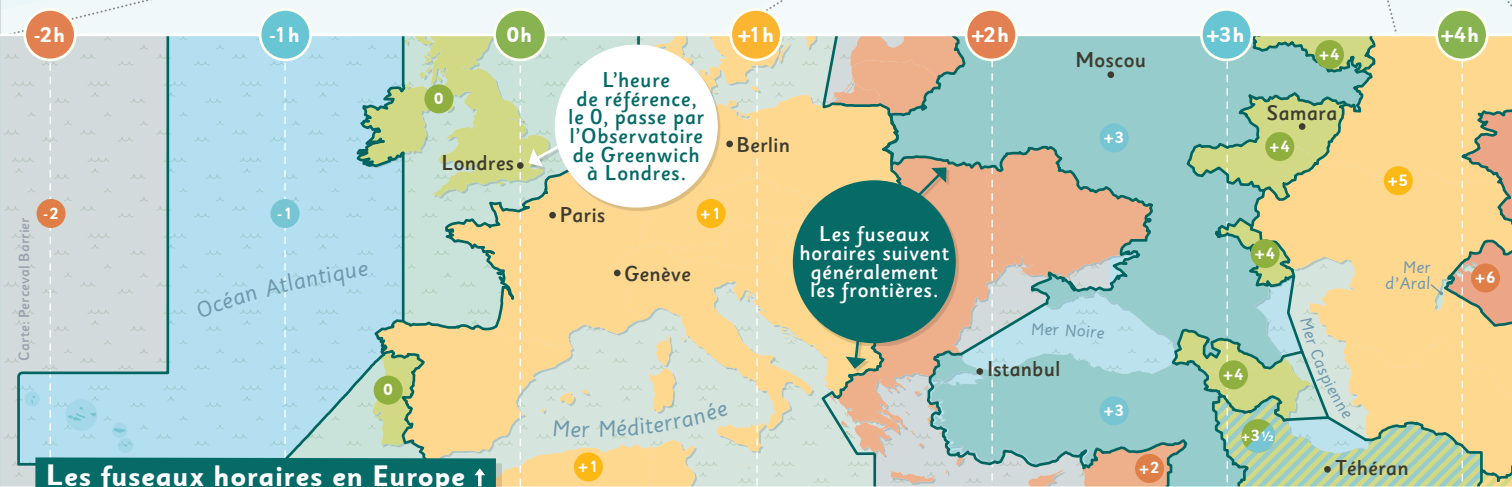 -2h
-1h
0h
+1h
+2h
+3h
+4h
L'heure
de référence,
le 0, passe par
l'Observatoire
de Greenwich
à Londres.
Moscou
+4
0
Samara
+4
+3
Berlin
Londres
+5
-2
-1
Paris
+1
Les fuseaux
horaires suivent
généralement
les frontières.
+4
Genève
Océan Atlantique
Mer
d'Aral
+6
Carte: Perceval Barrier
Mer Noire
Mer Caspienne
Istanbul
+4
0
+3
Mer Méditerranée
+3½
+1
+2
Téhéran
Les fuseaux horaires en Europe ↑